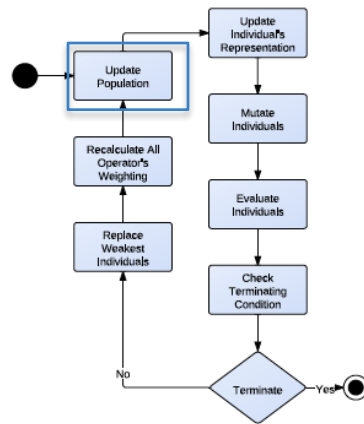 Update
Individual's
Representation
Update
Population
Mutate
Individuals
Recalculate All
Operator's
Weighting
Evaluate
Individuals
Replace
Weakest
Individuals
Check
Terminating
Condition
No
Terminate
Yes